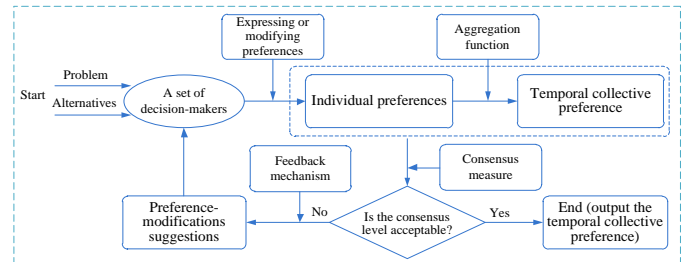 Expressing or
modifying
preferences
Aggregation
function
Start
Problem
Alternatives
A set of
decision-makers
Individual preferences
Temporal collective
preference
Feedback
mechanism
Consensus
measure
Preference-
modifications
suggestions
No
Is the consensus
level acceptable?
Yes
End (output the
temporal collective
preference)